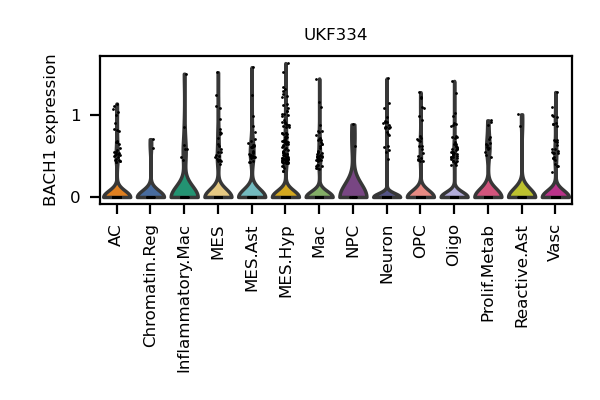 UKF334
BACH1 expression
1
0
AC
Chromatin.Reg
Inflammatory.Mac
MES
MES.Ast
MES.Hyp
Mac
NPC
Neuron
OPC
Oligo
Prolif.Metab
Reactive.Ast
Vasc